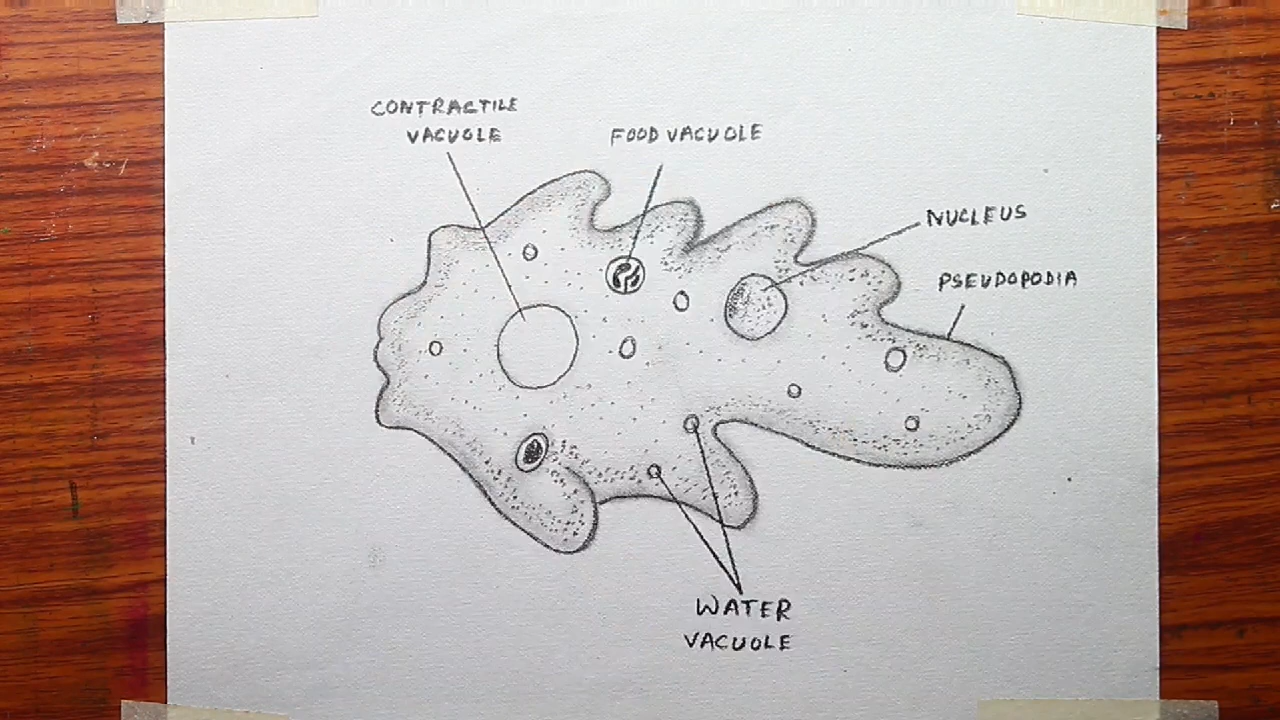 CONTRACTILE
VACUOLE
FOOD VACUOLE
NUCLEUS
PSEUDOPODIA
WATER
VACUOLE